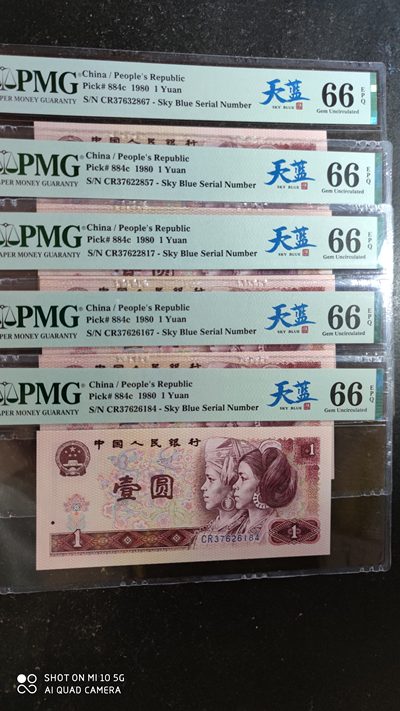 PMG
PAPER MONEY GUARANTY
China / People's Republic
Pick# 884c 1980 1 Yuan
S/N CR37632867 - Sky Blue Serial Number
天蓝
SKY BLUE
66 EPQ
Gem Uncirculated
中国人民银行
PMG
PAPER MONEY GUARANTY
China / People's Republic
Pick# 884c 1980 1 Yuan
S/N CR37622857 - Sky Blue Serial Number
天蓝
SKY BLUE
66 EPQ
Gem Uncirculated
PMG
PAPER MONEY GUARANTY
China / People's Republic
Pick# 884c 1980 1 Yuan
S/N CR37622817 - Sky Blue Serial Number
天蓝
SKY BLUE
66 EPQ
Gem Uncirculated
PMG
PAPER MONEY GUARANTY
China / People's Republic
Pick# 884c 1980 1 Yuan
S/N CR37626167 - Sky Blue Serial Number
天蓝
SKY BLUE
66 EPQ
Gem Uncirculated
PMG
PAPER MONEY GUARANTY
China / People's Republic
Pick# 884c 1980 1 Yuan
S/N CR37626184 - Sky Blue Serial Number
天蓝
SKY BLUE
66 EPQ
Gem Uncirculated
中国人民银行
1
壹圆
CR37626184
1
1
SHOT ON MI 10 5G
AI QUAD CAMERA